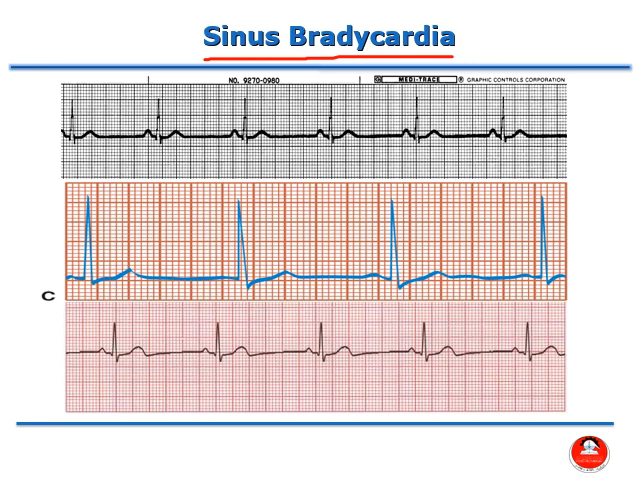 Sinus Bradycardia
NO. 9270-0980 MEDI-TRACE ® GRAPHIC CONTROLS CORPORATION
C